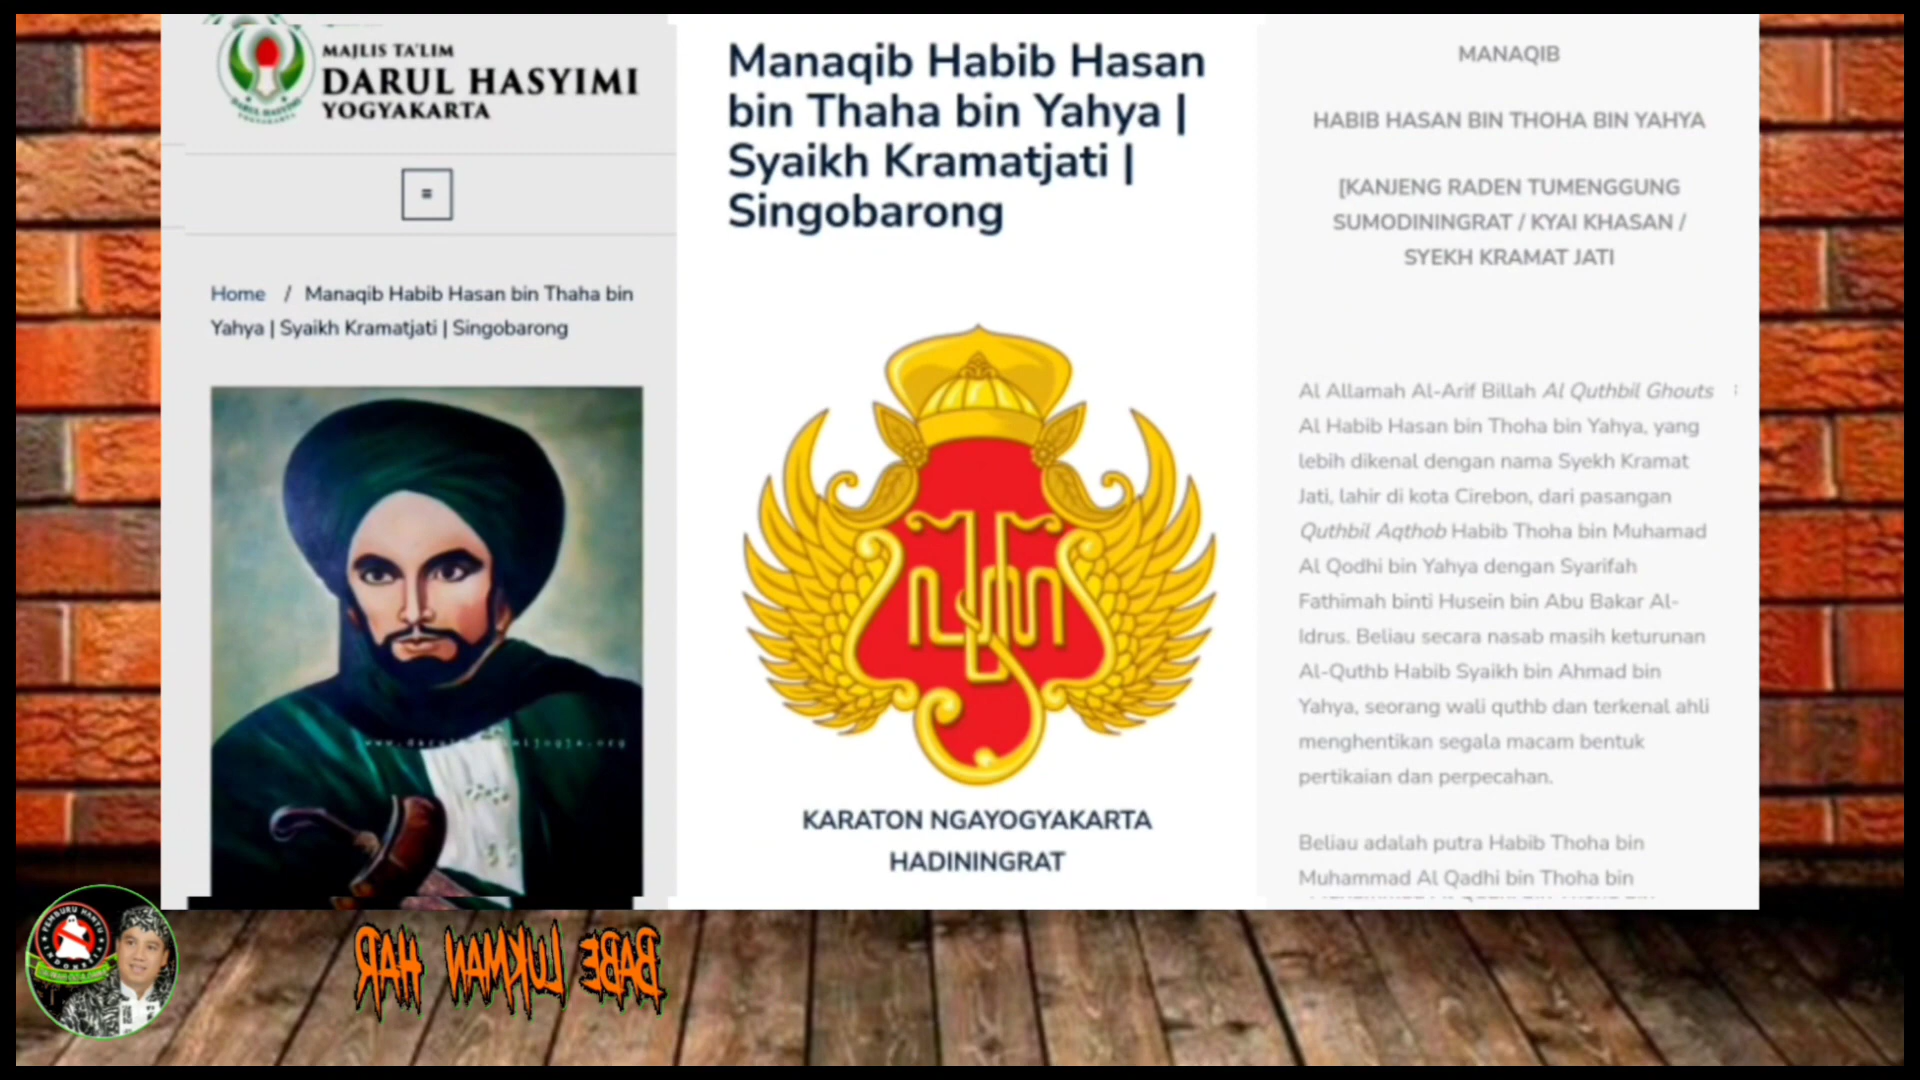 MAJLIS TA'LIM
DARUL HASYIMI
YOGYAKARTA
=
Home / Manaqib Habib Hasan bin Thaha bin
Yahya | Syaikh Kramatjati | Singobarong
Manaqib Habib Hasan
bin Thaha bin Yahya |
Syaikh Kramatjati |
Singobarong
KARATON NGAYOGYAKARTA
HADININGRAT
MANAQIB
HABIB HASAN BIN THOHA BIN YAHYA
[KANJENG RADEN TUMENGGUNG
SUMODININGRAT / KYAI KHASAN /
SYEKH KRAMAT JATI
Al Allamah Al-Arif Billah Al Quthbil Ghouts
Al Habib Hasan bin Thoha bin Yahya, yang
lebih dikenal dengan nama Syekh Kramat
Jati, lahir di kota Cirebon, dari pasangan
Quthbil Aqthob Habib Thoha bin Muhamad
Al Qodhi bin Yahya dengan Syarifah
Fathimah binti Husein bin Abu Bakar Al-
Idrus. Beliau secara nasab masih keturunan
Al-Quthb Habib Syaikh bin Ahmad bin
Yahya, seorang wali quthb dan terkenal ahli
menghentikan segala macam bentuk
pertikaian dan perpecahan.
Beliau adalah putra Habib Thoha bin
Muhammad Al Qadhi bin Thoha bin
PEMBURU HANTU
INDONESIA
BABE LUKMAN HAR